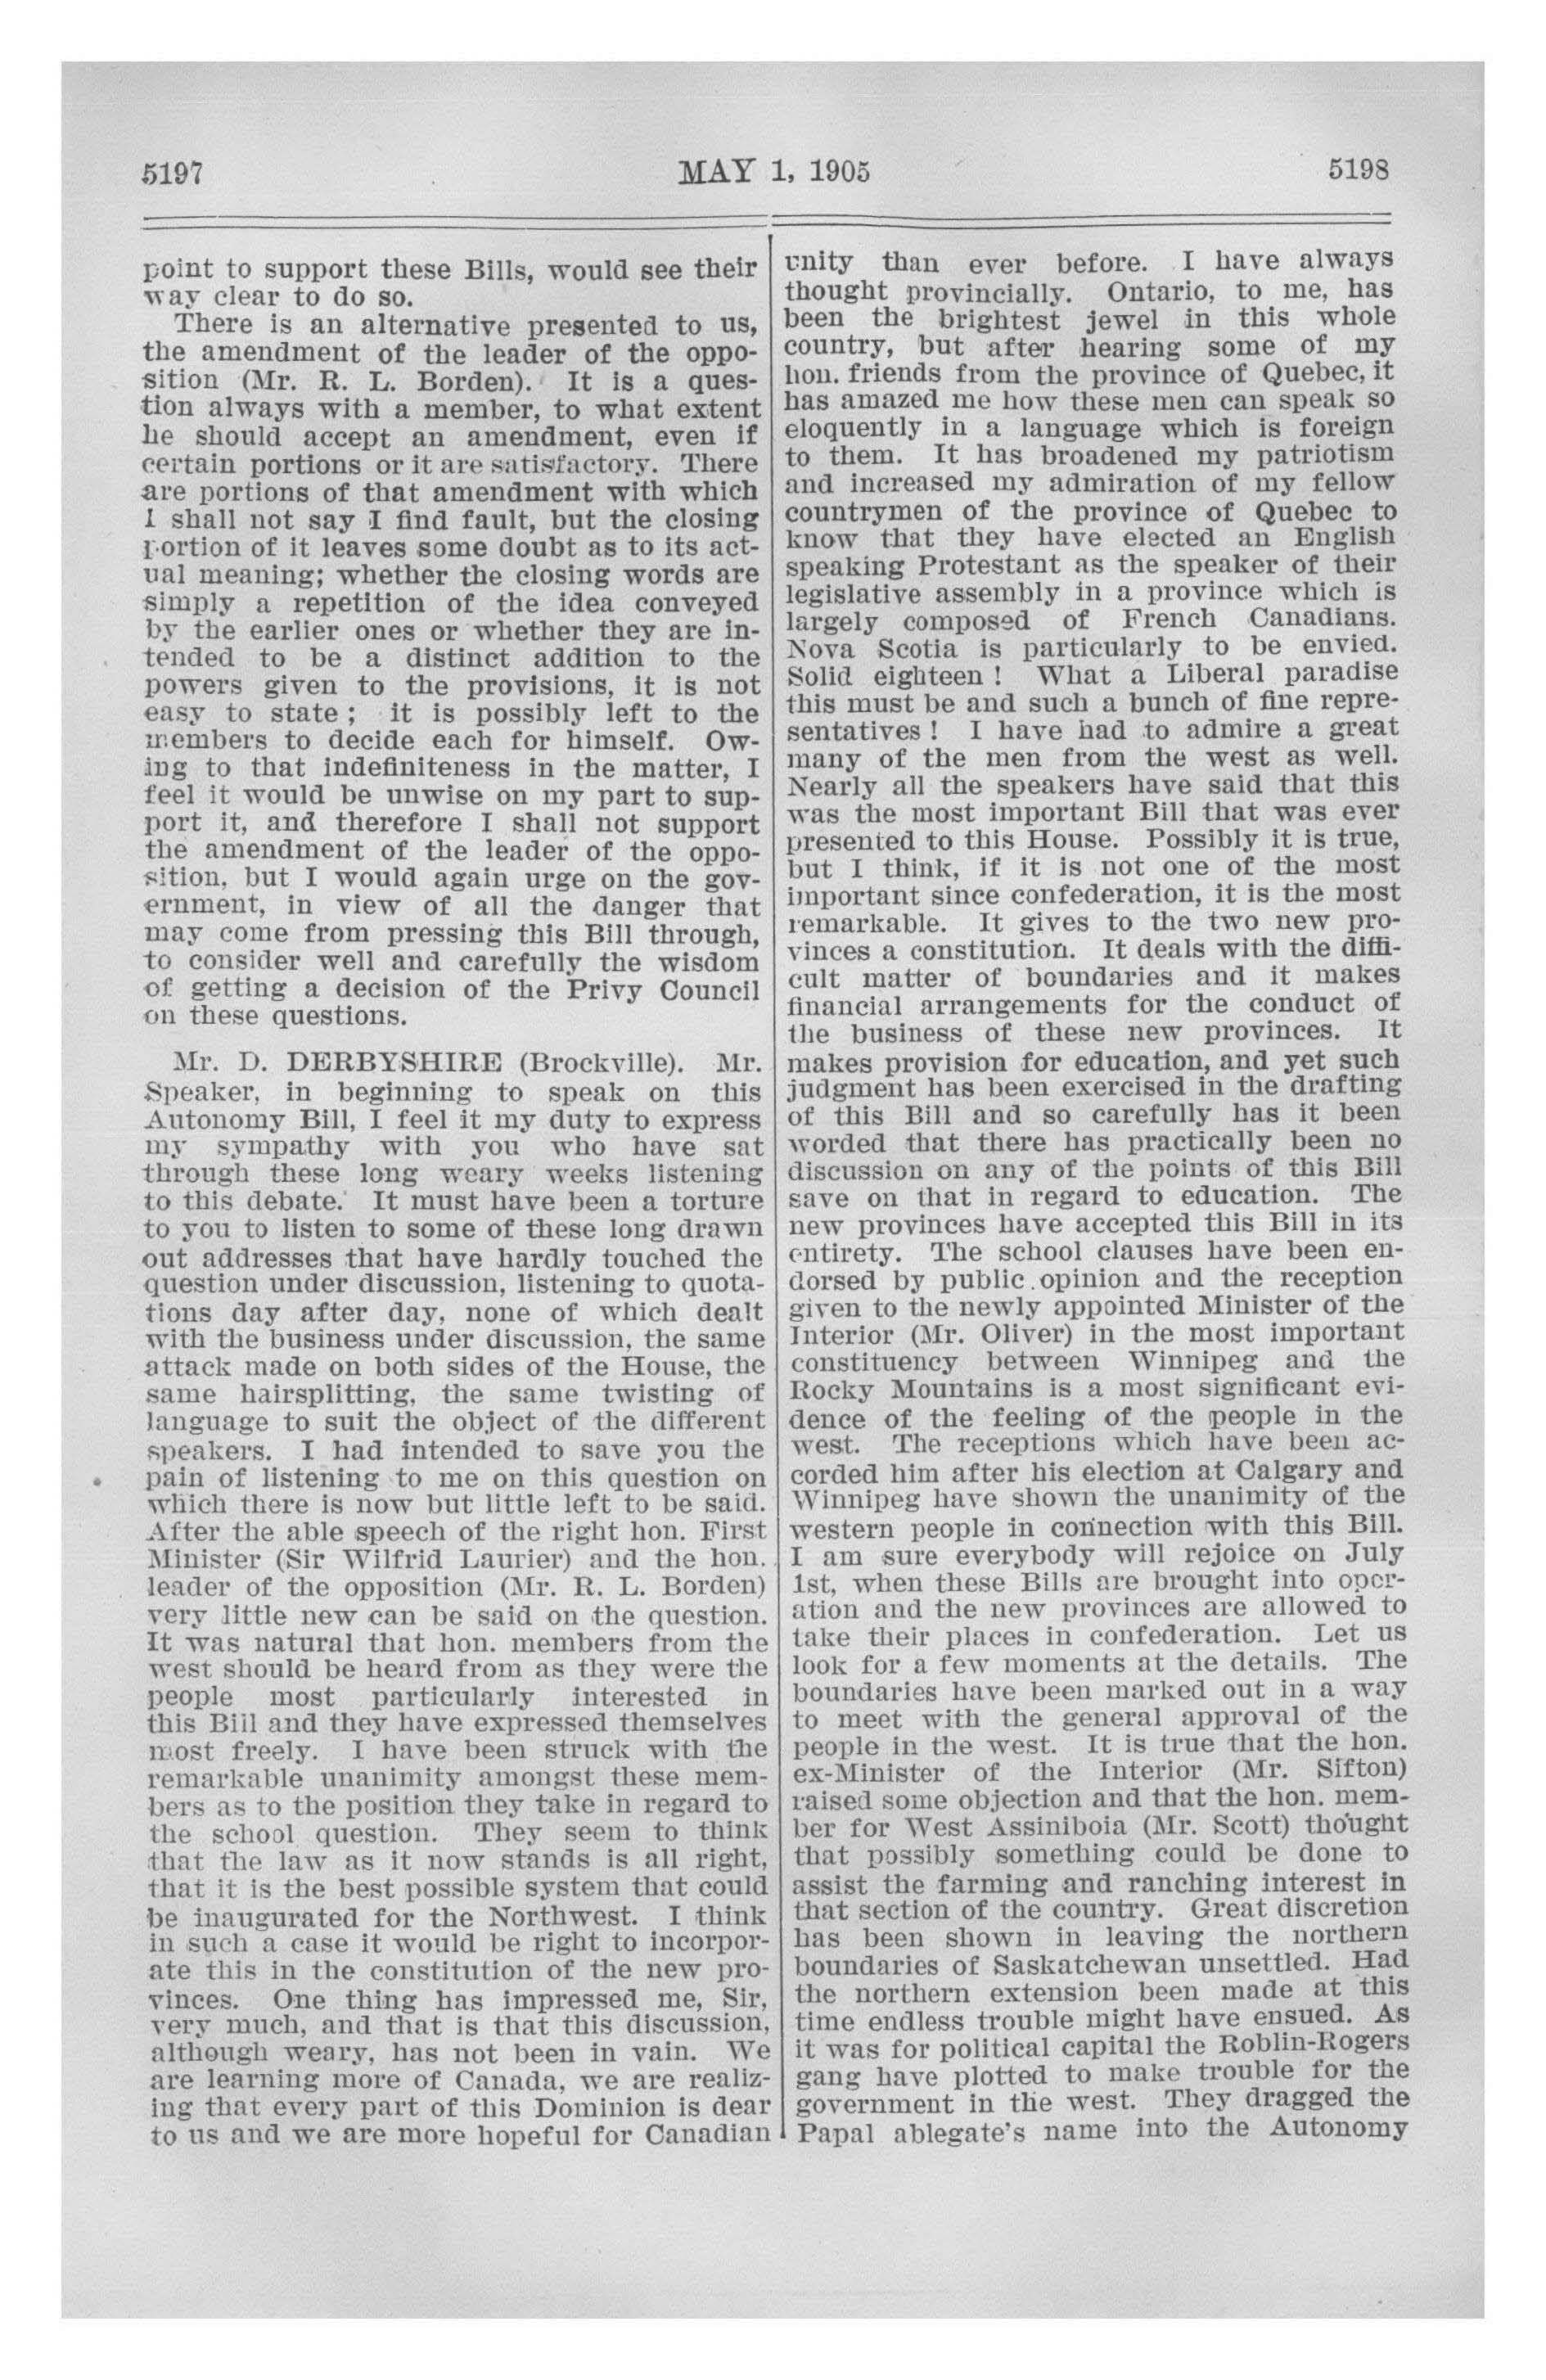 5197
MAY 1, 1905
5198
point to support these Bills, would see their
way clear to do so.
There is an alternative presented to us,
the amendment of the leader of the oppo-
sition (Mr. R. L. Borden). It is a ques-
tion always with a member, to what extent
he should accept an amendment, even if
certain portions or it are satisfactory. There
are portions of that amendment with which
I shall not say I find fault, but the closing
portion of it leaves some doubt as to its act-
ual meaning; whether the closing words are
simply a repetition of the idea conveyed
by the earlier ones or whether they are in-
tended to be a distinct addition to the
powers given to the provisions, it is not
easy to state ; it is possibly left to the
members to decide each for himself. Ow-
ing to that indefiniteness in the matter, I
feel it would be unwise on my part to sup-
port it, and therefore I shall not support
the amendment of the leader of the oppo-
sition, but I would again urge on the gov-
ernment, in view of all the danger that
may come from pressing this Bill through,
to consider well and carefully the wisdom
of getting a decision of the Privy Council
on these questions.
Mr. D. DERBYSHIRE (Brockville). Mr.
Speaker, in beginning to speak on this
Autonomy Bill, I feel it my duty to express
my sympathy with you who have sat
through these long weary weeks listening
to this debate. It must have been a torture
to you to listen to some of these long drawn
out addresses that have hardly touched the
question under discussion, listening to quota-
tions day after day, none of which dealt
with the business under discussion, the same
attack made on both sides of the House, the
same hairsplitting, the same twisting of
language to suit the object of the different
speakers. I had intended to save you the
pain of listening to me on this question on
which there is now but little left to be said.
After the able speech of the right hon. First
Minister (Sir Wilfrid Laurier) and the hon.
leader of the opposition (Mr. R. L. Borden)
very little new can be said on the question.
It was natural that hon. members from the
west should be heard from as they were the
people most particularly interested in
this Bill and they have expressed themselves
most freely. I have been struck with the
remarkable unanimity amongst these mem-
bers as to the position they take in regard to
the school question. They seem to think
that the law as it now stands is all right,
that it is the best possible system that could
be inaugurated for the Northwest. I think
in such a case it would be right to incorpor-
ate this in the constitution of the new pro-
vinces. One thing has impressed me, Sir,
very much, and that is that this discussion,
although weary, has not been in vain. We
are learning more of Canada, we are realiz-
ing that every part of this Dominion is dear
to us and we are more hopeful for Canadian
unity than ever before. I have always
thought provincially. Ontario, to me, has
been the brightest jewel in this whole
country, but after hearing some of my
hon. friends from the province of Quebec, it
has amazed me how these men can speak so
eloquently in a language which is foreign
to them. It has broadened my patriotism
and increased my admiration of my fellow
countrymen of the province of Quebec to
know that they have elected an English
speaking Protestant as the speaker of their
legislative assembly in a province which is
largely composed of French Canadians.
Nova Scotia is particularly to be envied.
Solid eighteen ! What a Liberal paradise
this must be and such a bunch of fine repre-
sentatives ! I have had to admire a great
many of the men from the west as well.
Nearly all the speakers have said that this
was the most important Bill that was ever
presented to this House. Possibly it is true,
but I think, if it is not one of the most
important since confederation, it is the most
remarkable. It gives to the two new pro-
vinces a constitution. It deals with the diffi-
cult matter of boundaries and it makes
financial arrangements for the conduct of
the business of these new provinces. It
makes provision for education, and yet such
judgment has been exercised in the drafting
of this Bill and so carefully has it been
worded that there has practically been no
discussion on any of the points of this Bill
save on that in regard to education. The
new provinces have accepted this Bill in its
entirety. The school clauses have been en-
dorsed by public opinion and the reception
given to the newly appointed Minister of the
Interior (Mr. Oliver) in the most important
constituency between Winnipeg and the
Rocky Mountains is a most significant evi-
dence of the feeling of the people in the
west. The receptions which have been ac-
corded him after his election at Calgary and
Winnipeg have shown the unanimity of the
western people in connection with this Bill.
I am sure everybody will rejoice on July
1st, when these Bills are brought into oper-
ation and the new provinces are allowed to
take their places in confederation. Let us
look for a few moments at the details. The
boundaries have been marked out in a way
to meet with the general approval of the
people in the west. It is true that the hon.
ex-Minister of the Interior (Mr. Sifton)
raised some objection and that the hon. mem-
ber for West Assiniboia (Mr. Scott) thought
that possibly something could be done to
assist the farming and ranching interest in
that section of the country. Great discretion
has been shown in leaving the northern
boundaries of Saskatchewan unsettled. Had
the northern extension been made at this
time endless trouble might have ensued. As
it was for political capital the Roblin-Rogers
gang have plotted to make trouble for the
government in the west. They dragged the
Papal ablegate's name into the Autonomy